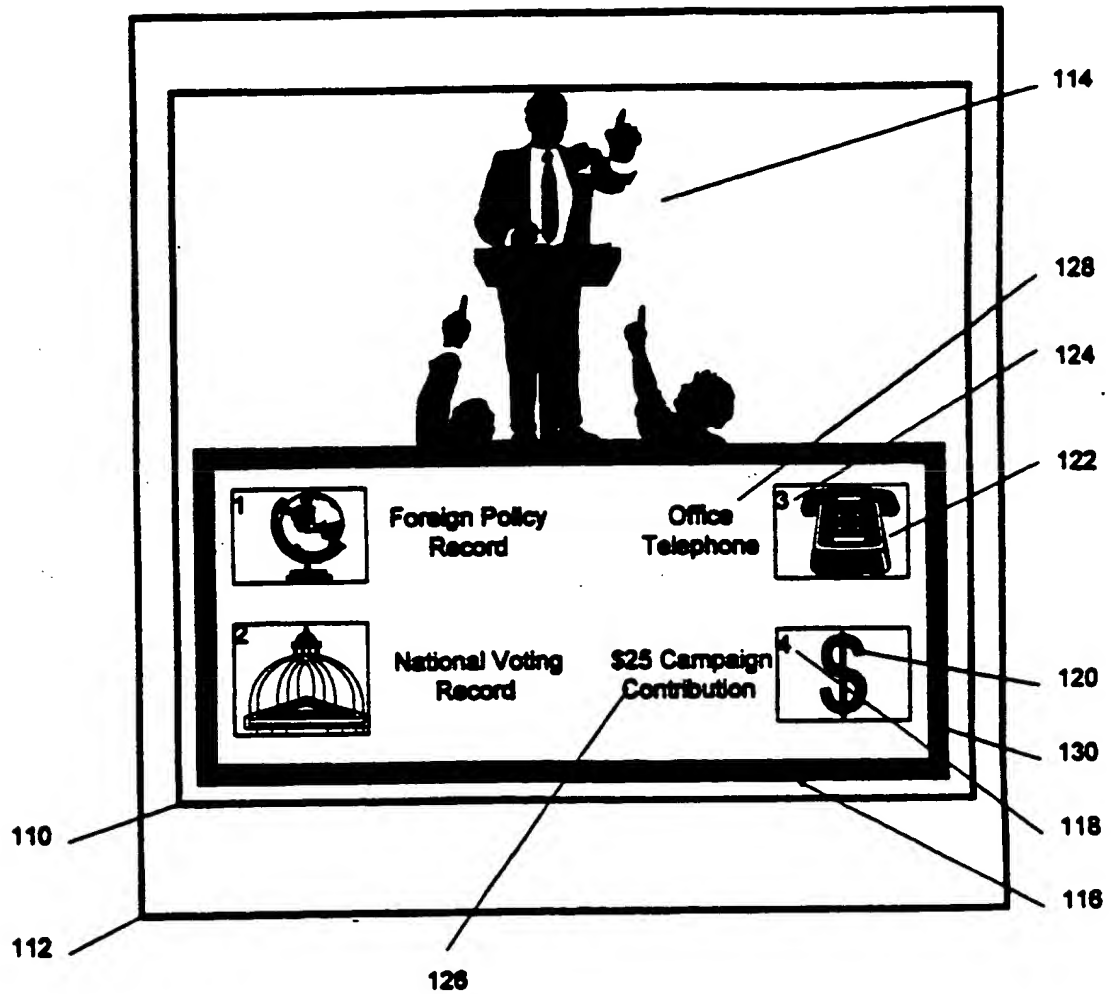 114
128
124
122
1
Foreign Policy
Record
Office
Telephone
3
2
National Voting
Record
$25 Campaign
Contribution
4
120
130
118
116
110
112
126